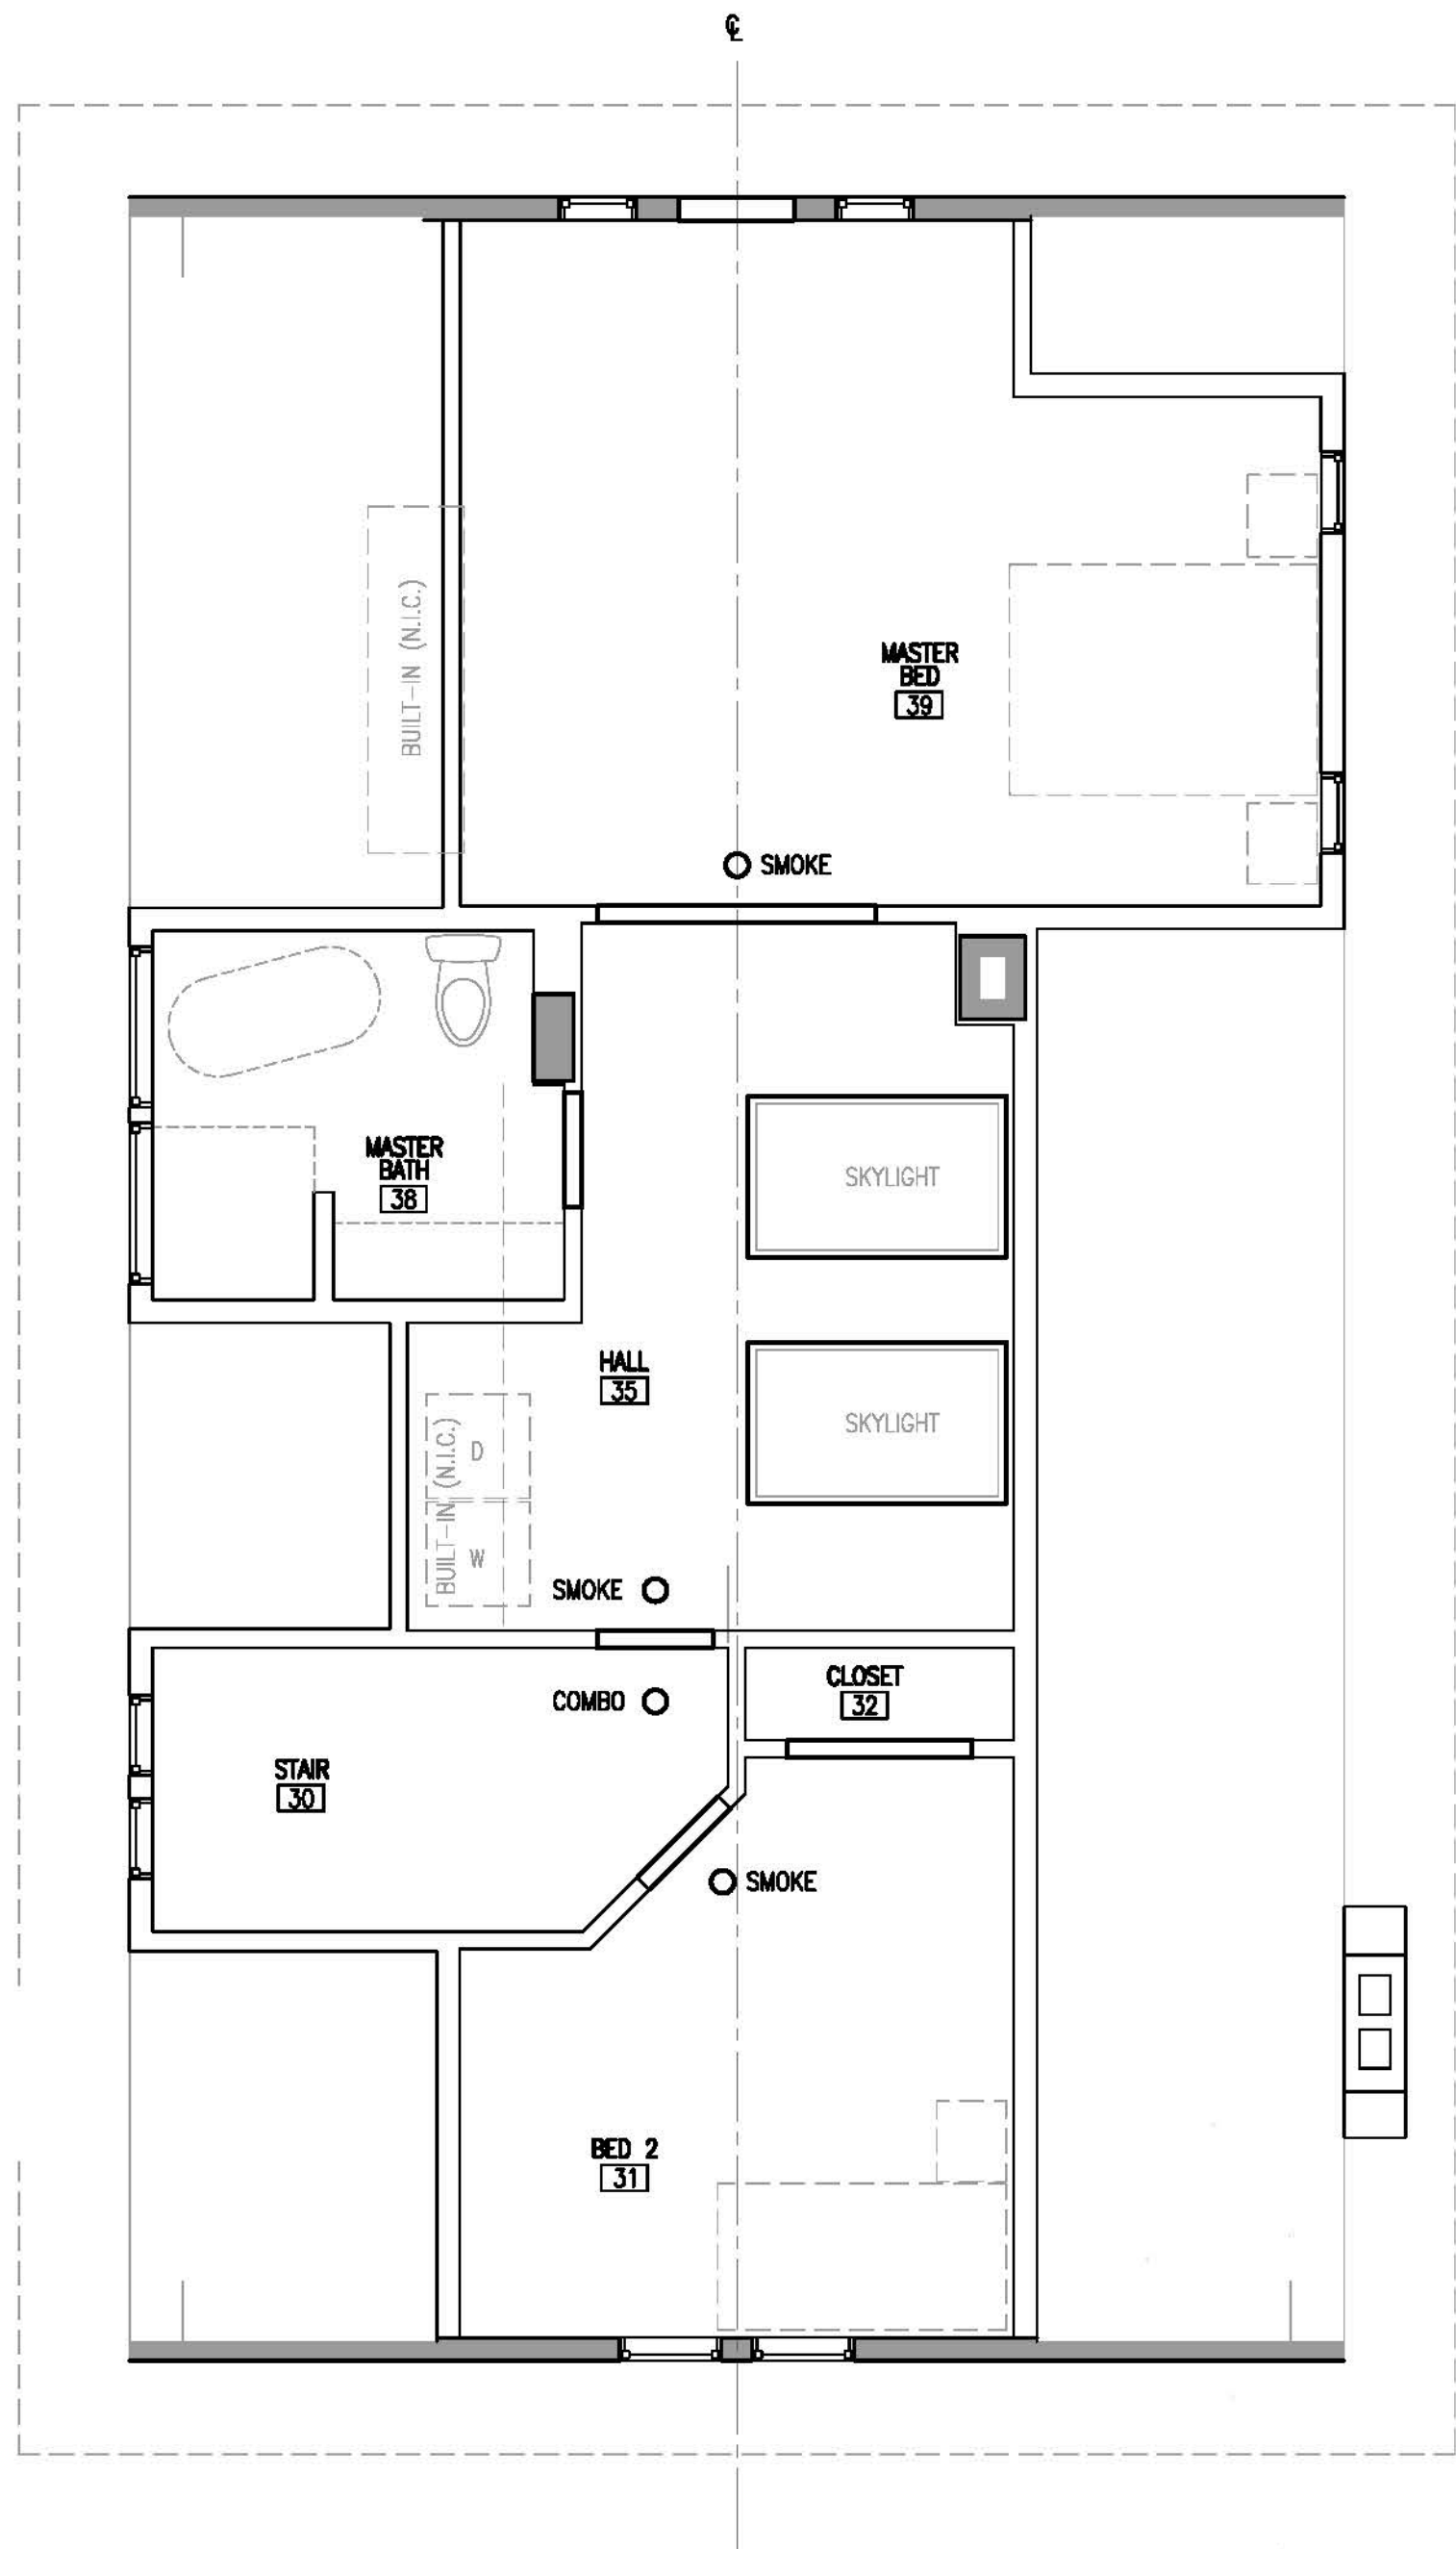 ℄
BUILT-IN (N.I.C.)
MASTER
BED
39
SMOKE
MASTER
BATH
38
SKYLIGHT
HALL
35
SKYLIGHT
BUILT-IN (N.I.C.)
D
W
SMOKE
COMBO
CLOSET
32
STAIR
30
SMOKE
BED 2
31